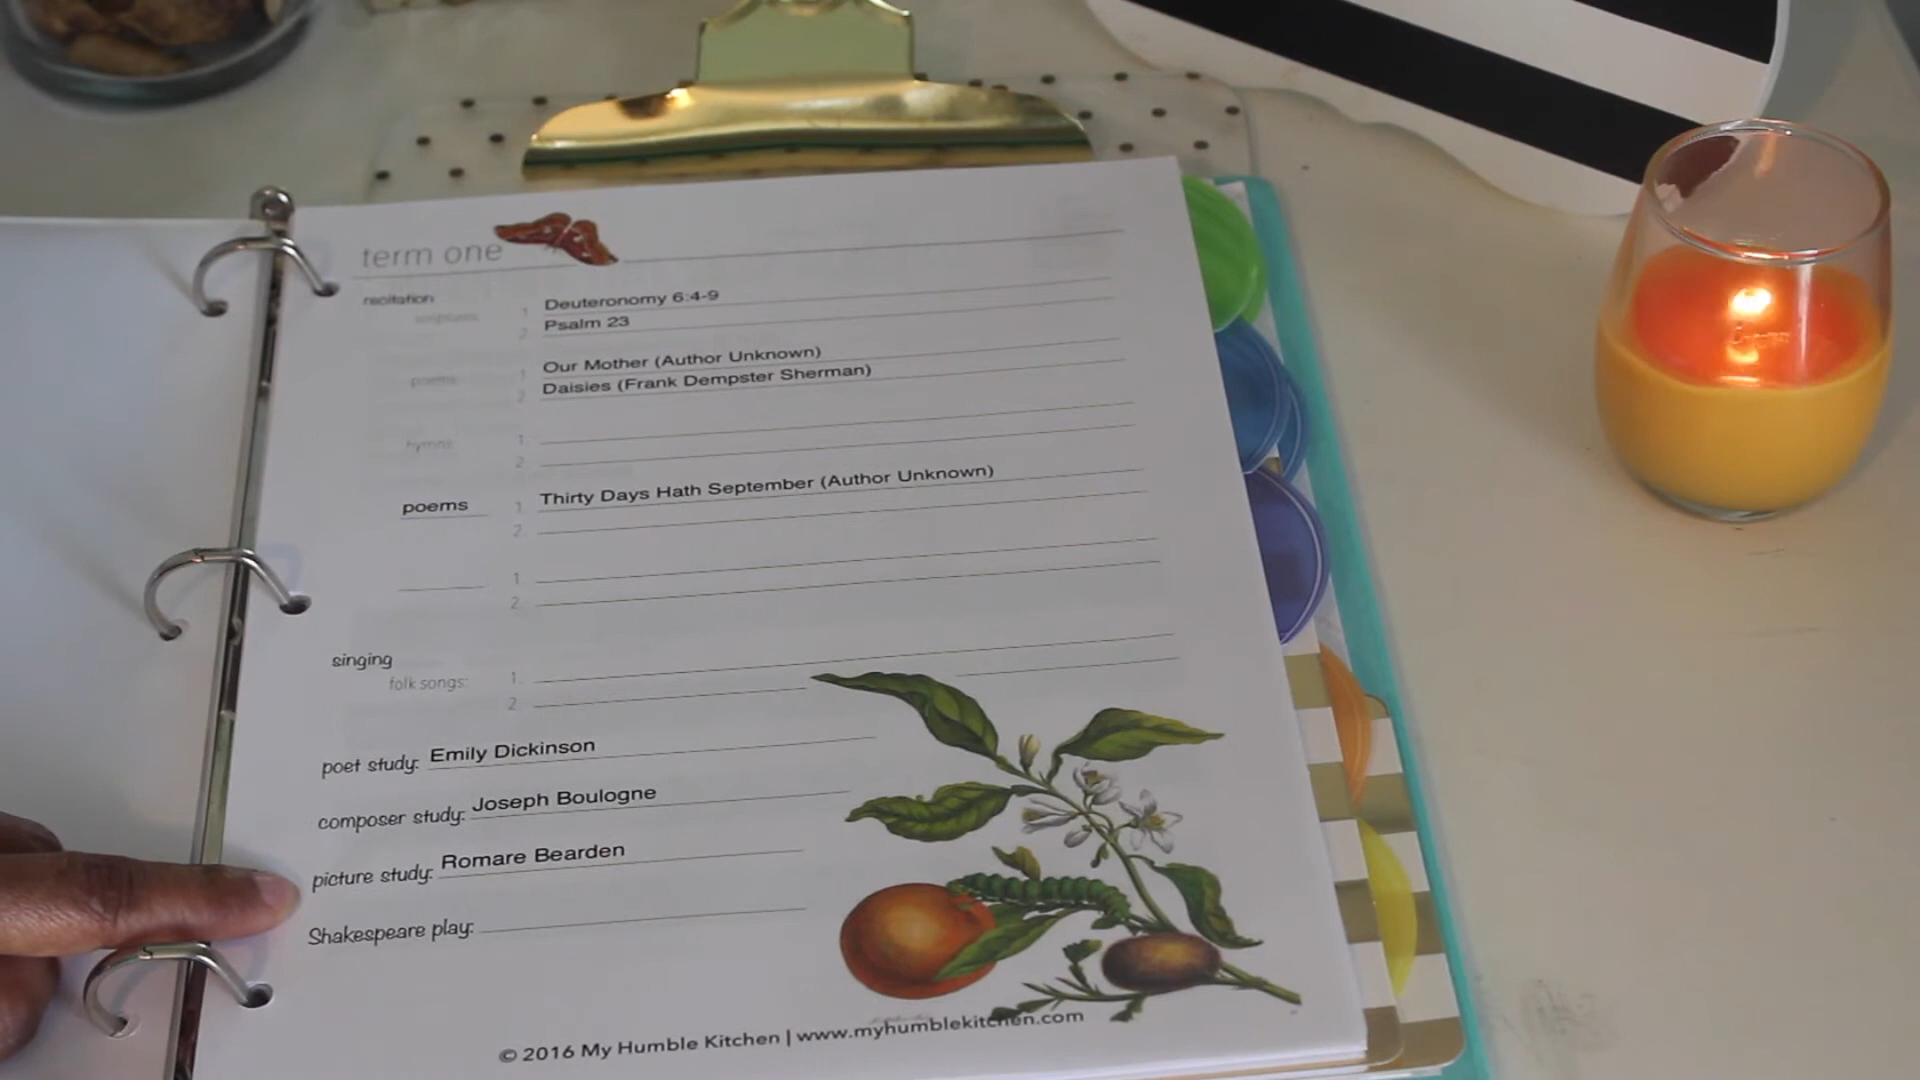 term one
recitation
scriptures:
1. Deuteronomy 6:4-9
2. Psalm 23
poems:
1. Our Mother (Author Unknown)
2. Daisies (Frank Dempster Sherman)
hymns:
1.
2.
poems
1. Thirty Days Hath September (Author Unknown)
2.
1.
2.
singing
folk songs:
1.
2.
poet study: Emily Dickinson
composer study: Joseph Boulogne
picture study: Romare Bearden
Shakespeare play:
© 2016 My Humble Kitchen | www.myhumblekitchen.com